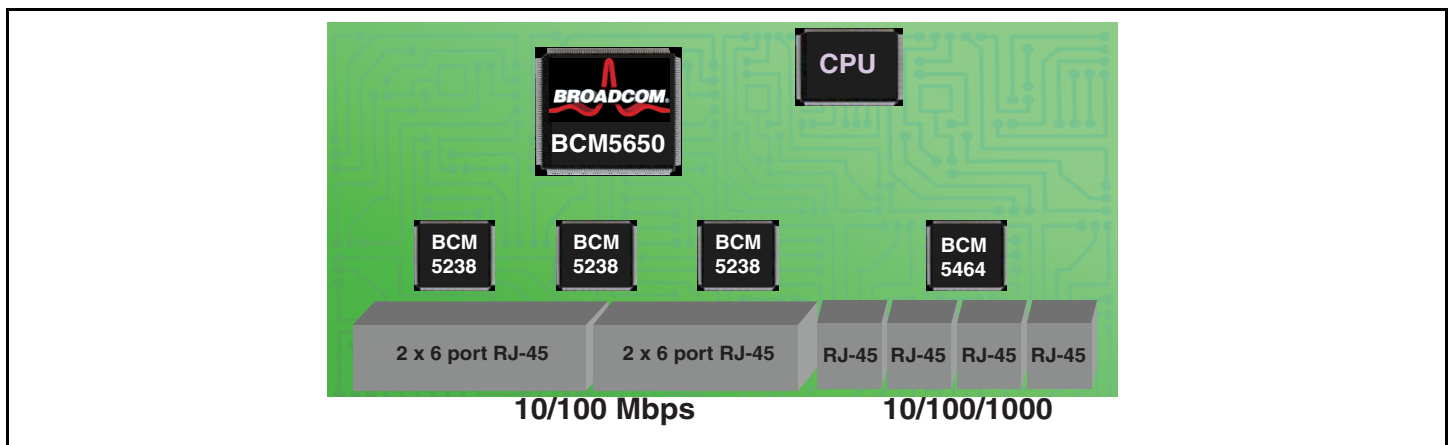 CPU
BROADCOM®
BCM5650
BCM
5238
BCM
5238
BCM
5238
BCM
5464
2 x 6 port RJ-45
2 x 6 port RJ-45
RJ-45
RJ-45
RJ-45
RJ-45
10/100 Mbps
10/100/1000